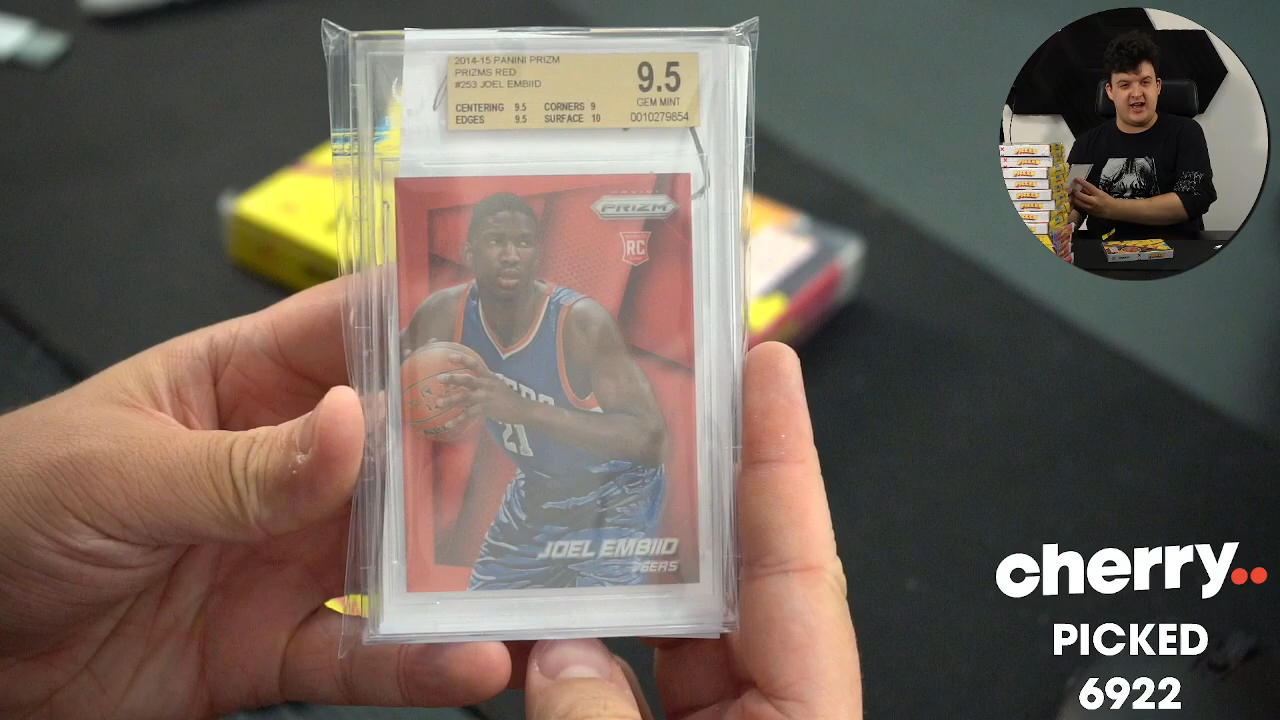 2014-15 PANINI PRIZM
PRIZMS RED
#253 JOEL EMBIID
9.5
GEM MINT
CENTERING 9.5 CORNERS 9
EDGES 9.5 SURFACE 10
0010279854
PRIZM
RC
21
JOEL EMBIID
76ERS
PICKED
cherry..
PICKED
6922